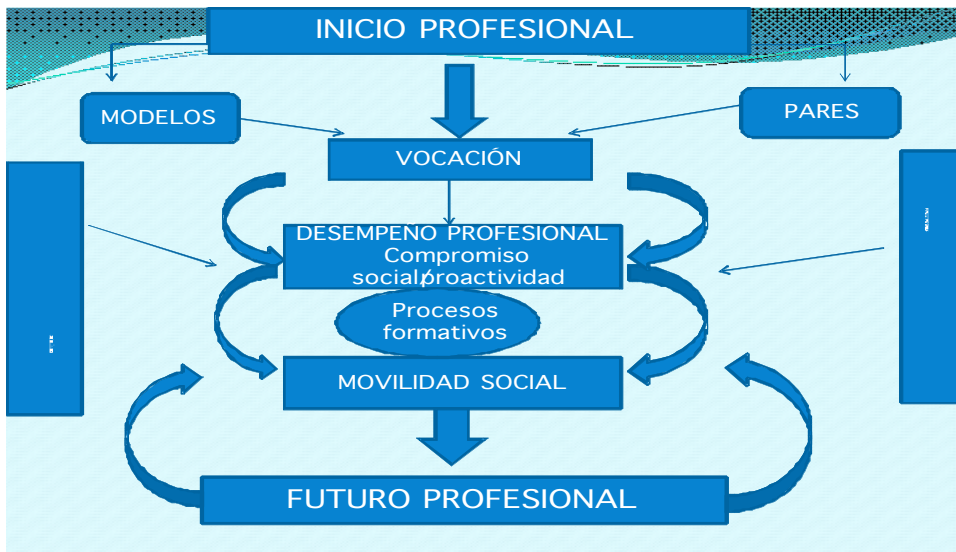 INICIO PROFESIONAL
MODELOS
PARES
VOCACIÓN
DESEMPEÑO PROFESIONAL
Compromiso
social/proactividad
Procesos
formativos
MOVILIDAD SOCIAL
FUTURO PROFESIONAL